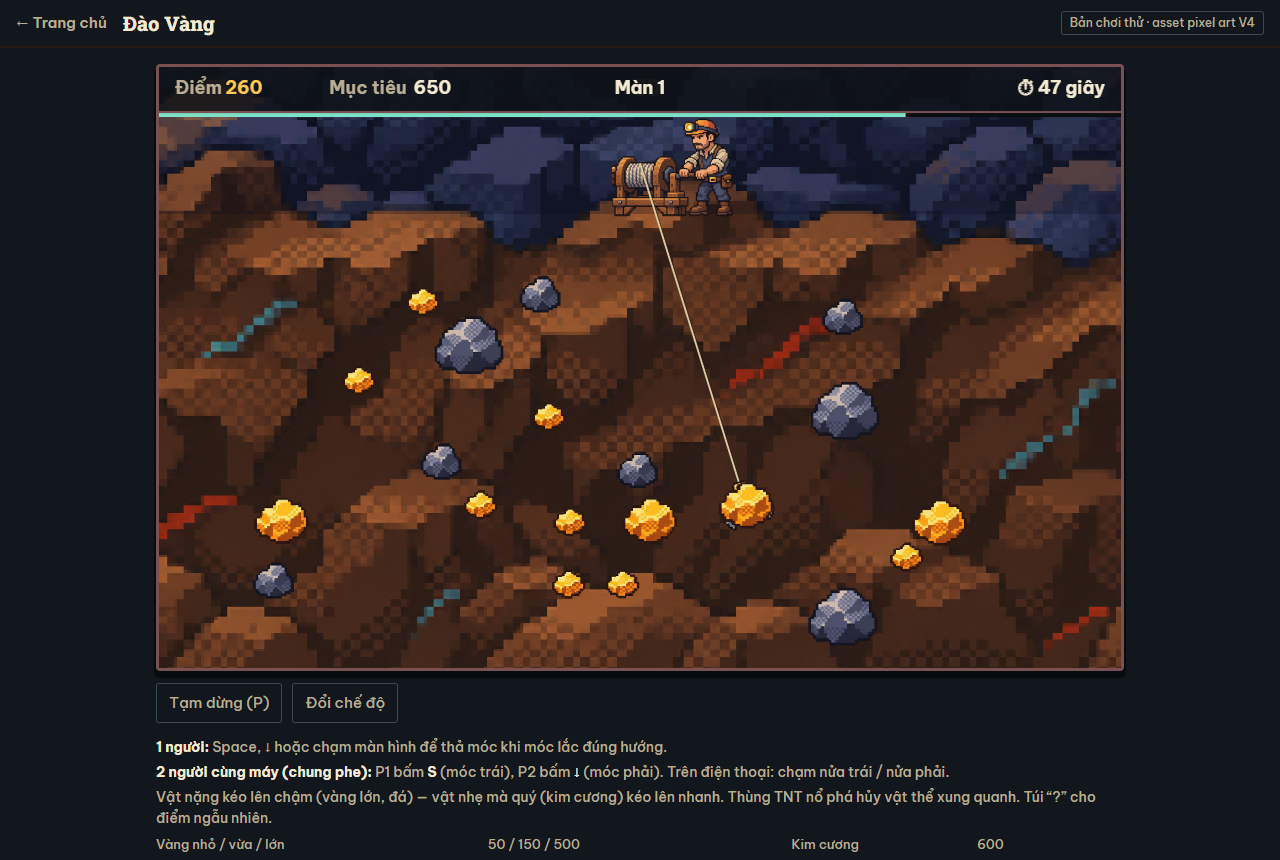 ← Trang chủ Đào Vàng Bản chơi thử · asset pixel art V4
Điểm 260 Mục tiêu 650 Màn 1 ⏱ 47 giây
Tạm dừng (P) Đổi chế độ
1 người: Space, ↓ hoặc chạm màn hình để thả móc khi móc lắc đúng hướng.
2 người cùng máy (chung phe): P1 bấm S (móc trái), P2 bấm ↓ (móc phải). Trên điện thoại: chạm nửa trái / nửa phải.
Vật nặng kéo lên chậm (vàng lớn, đá) — vật nhẹ mà quý (kim cương) kéo lên nhanh. Thùng TNT nổ phá hủy vật thể xung quanh. Túi “?” cho
điểm ngẫu nhiên.
Vàng nhỏ / vừa / lớn 50 / 150 / 500 Kim cương 600